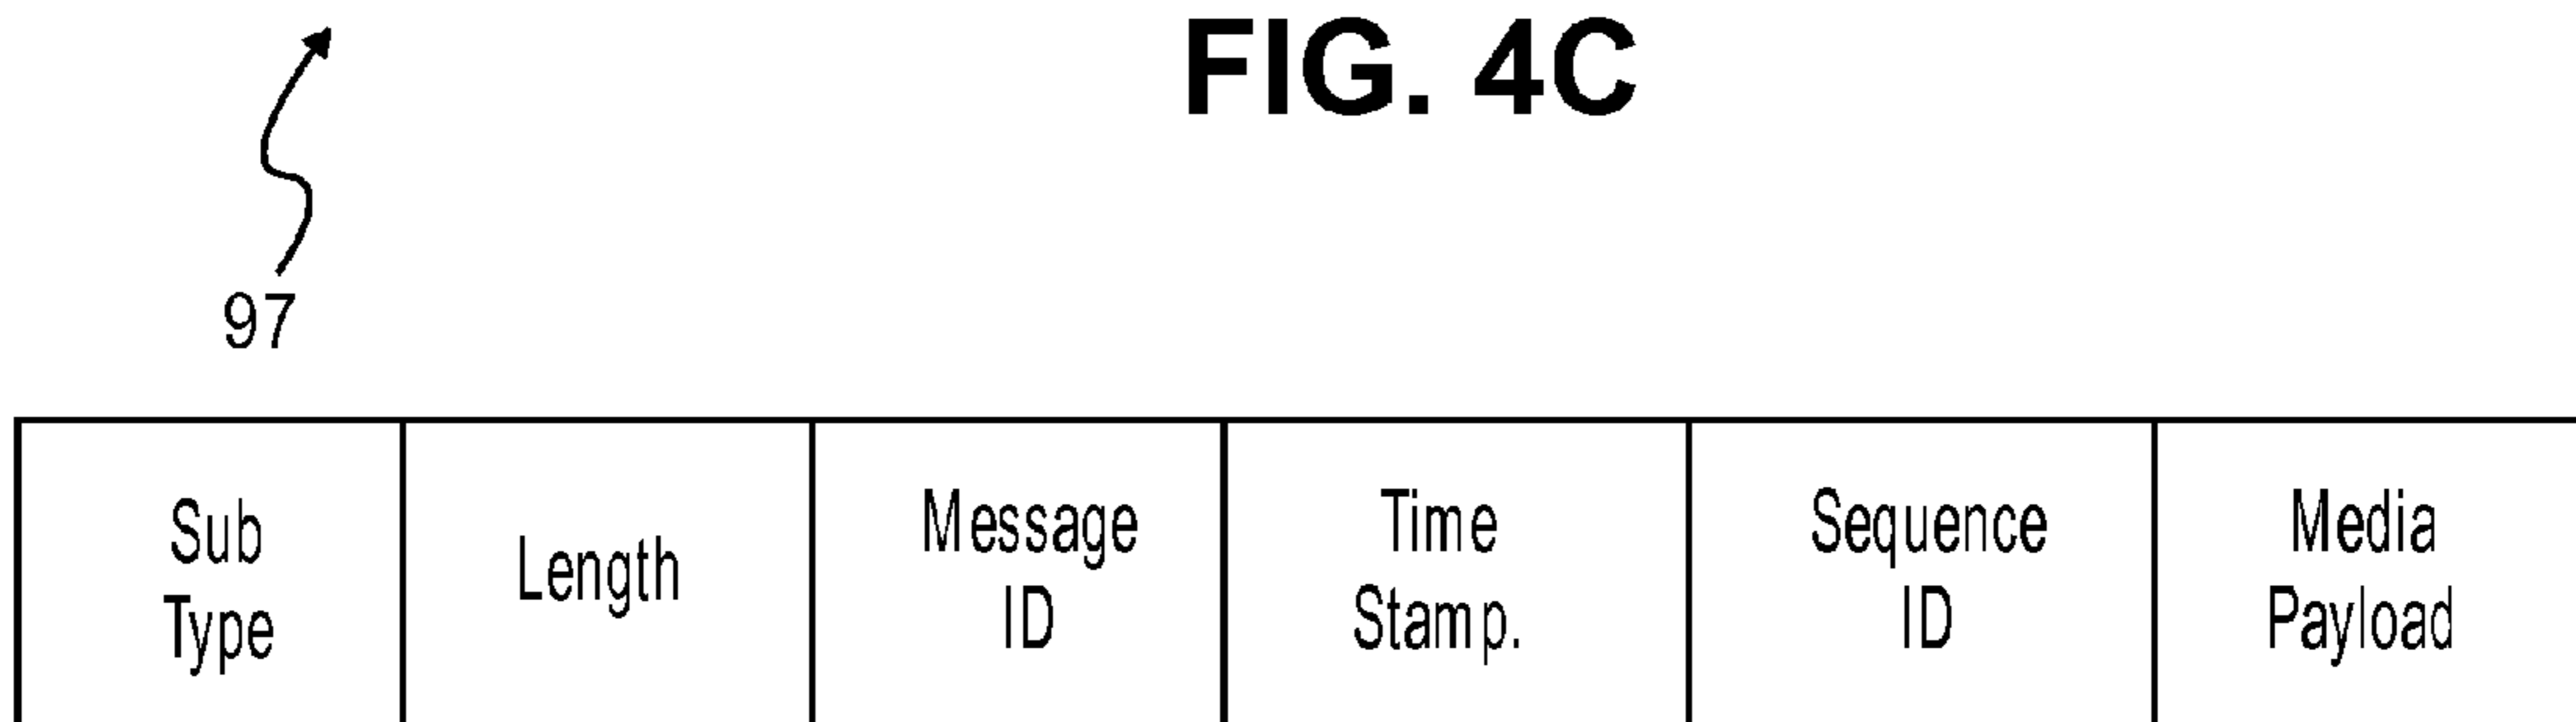 FIG. 4C
97
Sub
Type
Length
Message
ID
Time
Stamp.
Sequence
ID
Media
Payload